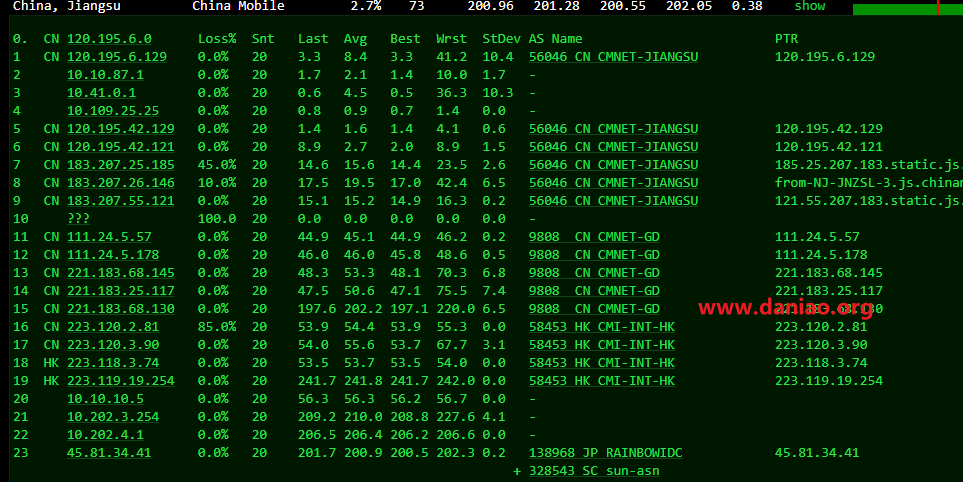 China, Jiangsu China Mobile 2.7% 73 200.96 201.28 200.55 202.05 0.38 show
0. CN 120.195.6.0 Loss% Snt Last Avg Best Wrst StDev AS Name PTR
1 CN 120.195.6.129 0.0% 20 3.3 8.4 3.3 41.2 10.4 56046 CN CMNET-JIANGSU 120.195.6.129
2 10.10.87.1 0.0% 20 1.7 2.1 1.4 10.0 1.7 -
3 10.41.0.1 0.0% 20 0.6 4.5 0.5 36.3 10.3 -
4 10.109.25.25 0.0% 20 0.8 0.9 0.7 1.4 0.0 -
5 CN 120.195.42.129 0.0% 20 1.4 1.6 1.4 4.1 0.6 56046 CN CMNET-JIANGSU 120.195.42.129
6 CN 120.195.42.121 0.0% 20 8.9 2.7 2.0 8.9 1.5 56046 CN CMNET-JIANGSU 120.195.42.121
7 CN 183.207.25.185 45.0% 20 14.6 15.6 14.4 23.5 2.6 56046 CN CMNET-JIANGSU 185.25.207.183.static.js.
8 CN 183.207.26.146 10.0% 20 17.5 19.5 17.0 42.4 6.5 56046 CN CMNET-JIANGSU from-NJ-JNZSL-3.js.chinam
9 CN 183.207.55.121 0.0% 20 15.1 15.2 14.9 16.3 0.2 56046 CN CMNET-JIANGSU 121.55.207.183.static.js.
10 ??? 100.0 20 0.0 0.0 0.0 0.0 0.0 -
11 CN 111.24.5.57 0.0% 20 44.9 45.1 44.9 46.2 0.2 9808 CN CMNET-GD 111.24.5.57
12 CN 111.24.5.178 0.0% 20 46.0 46.0 45.8 48.6 0.5 9808 CN CMNET-GD 111.24.5.178
13 CN 221.183.68.145 0.0% 20 48.3 53.3 48.1 70.3 6.8 9808 CN CMNET-GD 221.183.68.145
14 CN 221.183.25.117 0.0% 20 47.5 50.6 47.1 75.5 7.4 9808 CN CMNET-GD 221.183.25.117
15 CN 221.183.68.130 0.0% 20 197.6 202.2 197.1 220.0 6.5 9808 CN CMNET-GD 221.183.68.130
www.daniao.org
16 CN 223.120.2.81 85.0% 20 53.9 54.4 53.9 55.3 0.0 58453 HK CMI-INT-HK 223.120.2.81
17 CN 223.120.3.90 0.0% 20 54.0 55.6 53.7 67.7 3.1 58453 HK CMI-INT-HK 223.120.3.90
18 HK 223.118.3.74 0.0% 20 53.5 53.7 53.5 54.0 0.0 58453 HK CMI-INT-HK 223.118.3.74
19 HK 223.119.19.254 0.0% 20 241.7 241.8 241.7 242.0 0.0 58453 HK CMI-INT-HK 223.119.19.254
20 10.10.10.5 0.0% 20 56.3 56.3 56.2 56.7 0.0 -
21 10.202.3.254 0.0% 20 209.2 210.0 208.8 227.6 4.1 -
22 10.202.4.1 0.0% 20 206.5 206.4 206.2 206.6 0.0 -
23 45.81.34.41 0.0% 20 201.7 200.9 200.5 202.3 0.2 138968 JP RAINBOWIDC 45.81.34.41
+ 328543 SC sun-asn